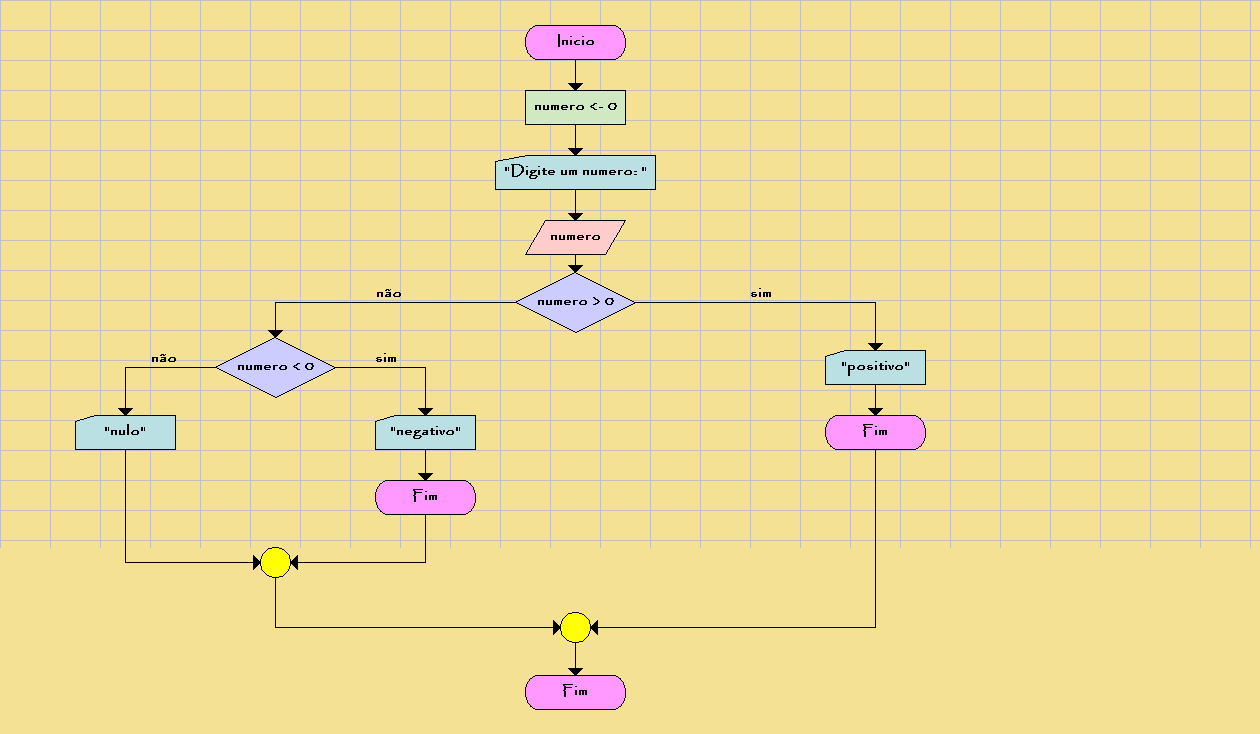 Inicio
numero <- 0
"Digite um numero: "
numero
numero > 0
não
sim
numero < 0
não
sim
"positivo"
"nulo"
"negativo"
Fim
Fim
Fim